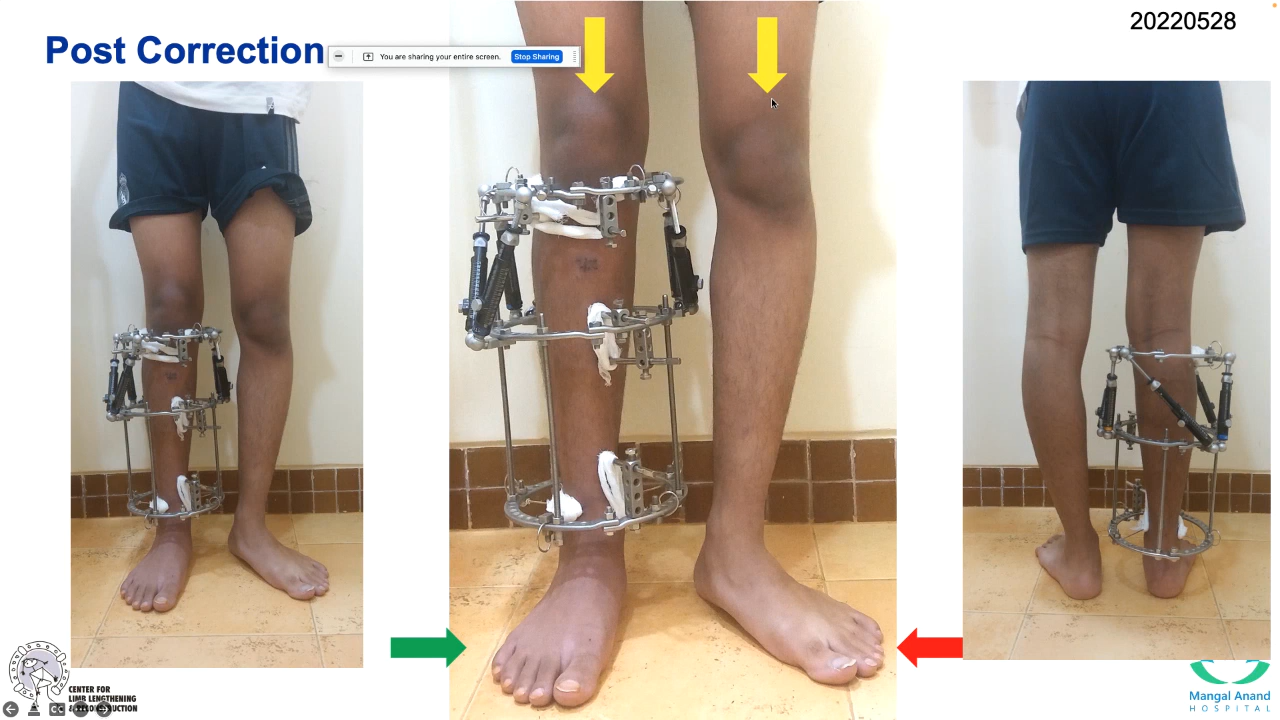 20220528
Post Correction
You are sharing your entire screen.
Stop Sharing
CENTER FOR
LIMB LENGTHENING
Mangal Anand
HOSPITAL